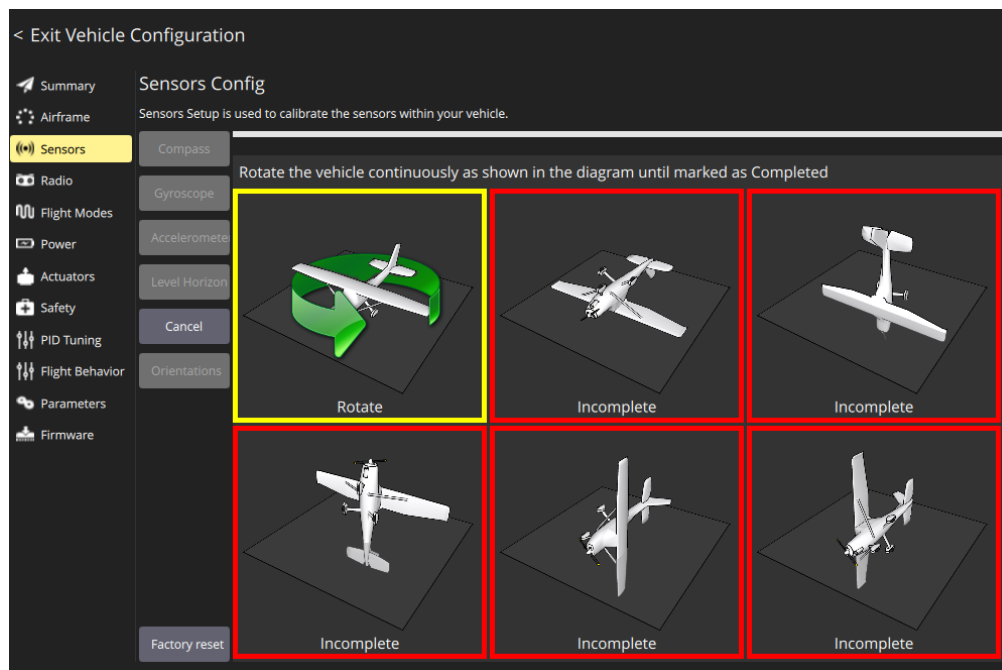 < Exit Vehicle Configuration
Summary
Airframe
Sensors
Radio
Flight Modes
Power
Actuators
Safety
PID Tuning
Flight Behavior
Parameters
Firmware
Sensors Config
Sensors Setup is used to calibrate the sensors within your vehicle.
Compass
Gyroscope
Acceleromete
Level Horizon
Cancel
Orientations
Factory reset
Rotate the vehicle continuously as shown in the diagram until marked as Completed
Rotate
Incomplete
Incomplete
Incomplete
Incomplete
Incomplete